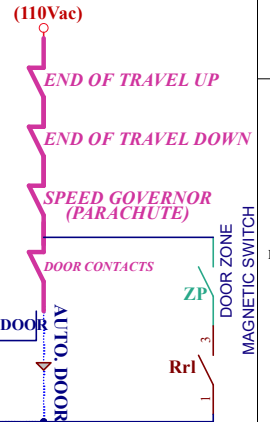 (110Vac)
END OF TRAVEL UP
END OF TRAVEL DOWN
SPEED GOVERNOR
(PARACHUTE)
DOOR CONTACTS
DOOR ZONE
MAGNETIC SWITCH
ZP
DOOR
AUTO. DOOR
3
Rrl
1